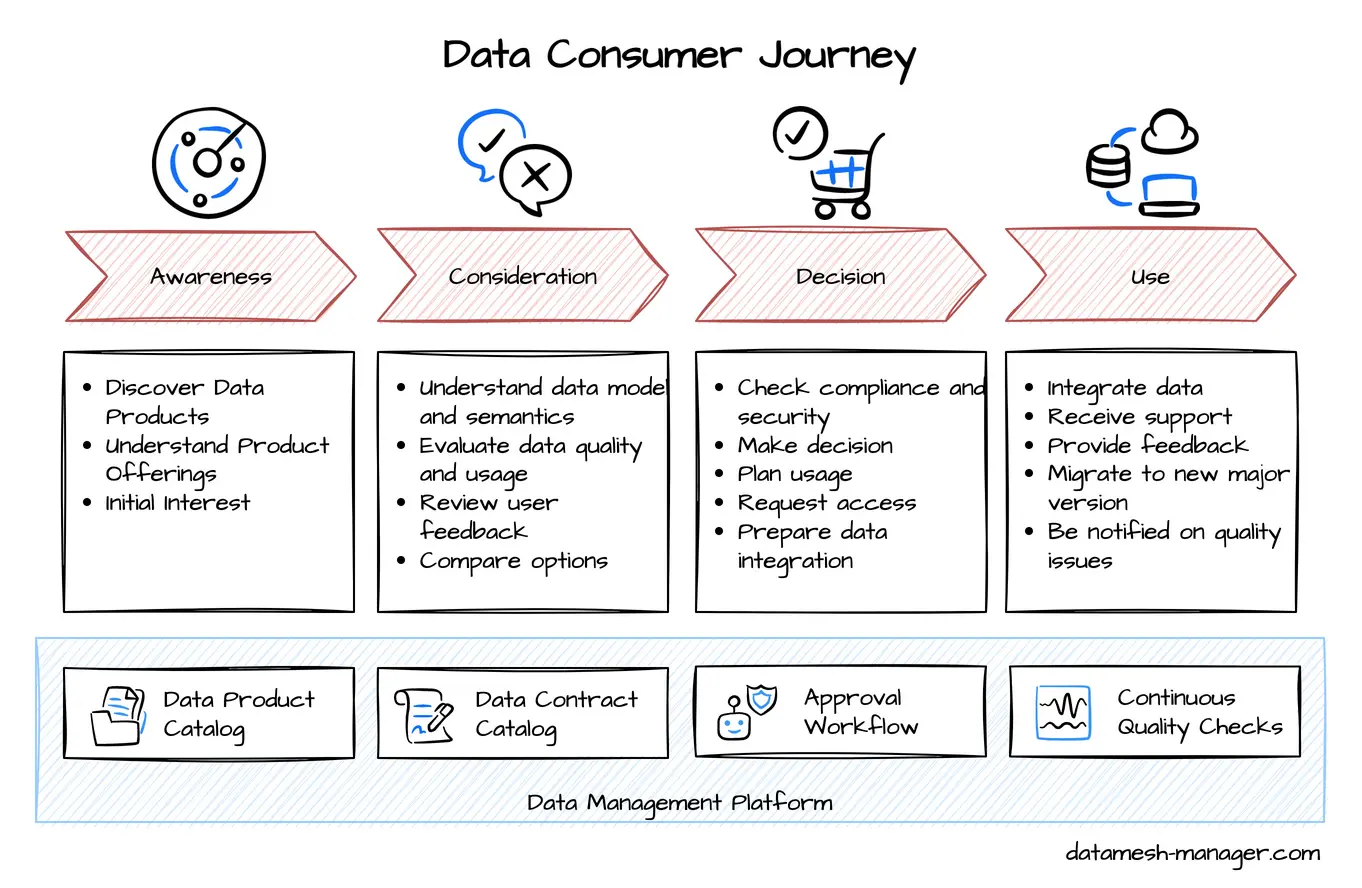 Data Consumer Journey
Awareness
Consideration
Decision
Use
• Discover Data
Products
• Understand Product
Offerings
• Initial Interest
• Understand data model
and semantics
• Evaluate data quality
and usage
• Review user
feedback
• Compare options
• Check compliance and
security
• Make decision
• Plan usage
• Request access
• Prepare data
integration
• Integrate data
• Receive support
• Provide feedback
• Migrate to new major
version
• Be notified on quality
issues
Data Product
Catalog
Data Contract
Catalog
Approval
Workflow
Continuous
Quality Checks
Data Management Platform
datamesh-manager.com